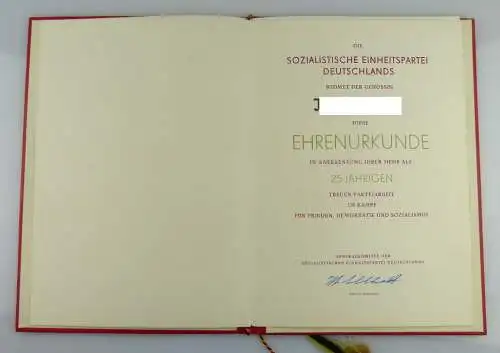 DIE
SOZIALISTISCHE EINHEITSPARTEI
DEUTSCHLANDS
WIDMET DER GENOSSIN
DIESE
EHRENURKUNDE
IN ANERKENNUNG IHRER MEHR ALS
25 JÄHRIGEN
TREUEN PARTEIARBEIT
IM KAMPF
FÜR FRIEDEN, DEMOKRATIE UND SOZIALISMUS
ZENTRALKOMITEE DER
SOZIALISTISCHEN EINHEITSPARTEI DEUTSCHLANDS